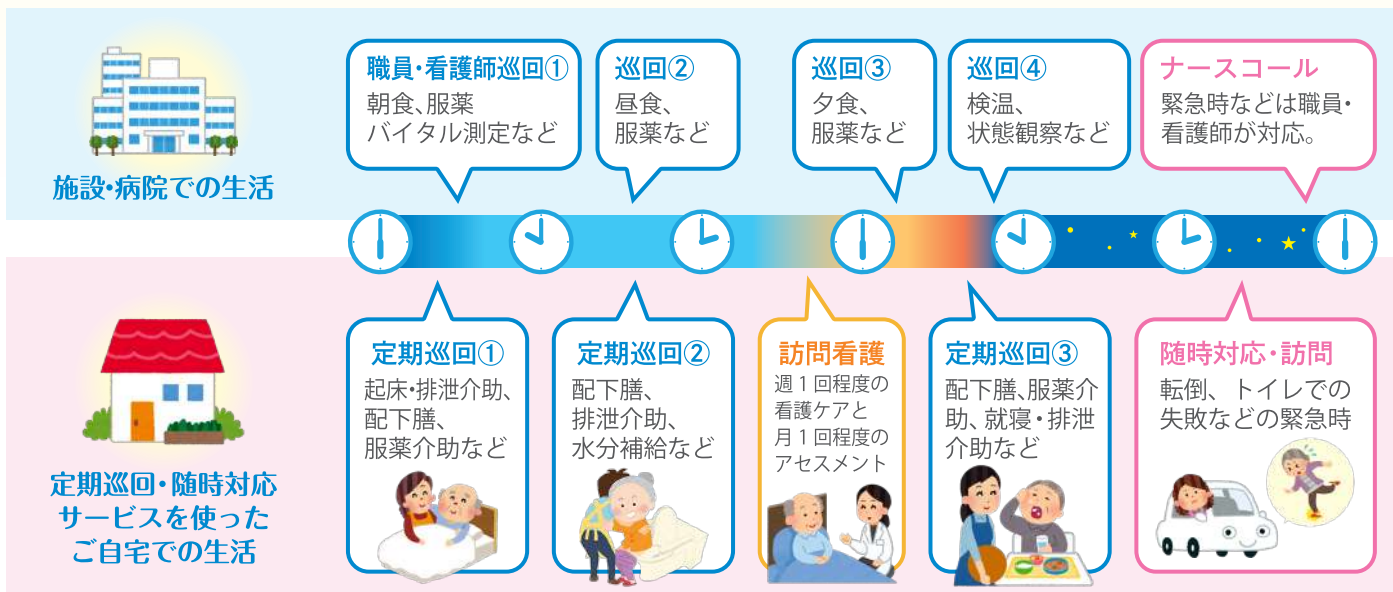 施設・病院での生活
職員・看護師巡回①
朝食、服薬
バイタル測定など
巡回②
昼食、
服薬など
巡回③
夕食、
服薬など
巡回④
検温、
状態観察など
ナースコール
緊急時などは職員・
看護師が対応。
定期巡回・随時対応
サービスを使った
ご自宅での生活
定期巡回①
起床・排泄介助、
配下膳、
服薬介助など
定期巡回②
配下膳、
排泄介助、
水分補給など
訪問看護
週1回程度の
看護ケアと
月1回程度の
アセスメント
定期巡回③
配下膳、服薬介
助、就寝・排泄
介助など
随時対応・訪問
転倒、トイレでの
失敗などの緊急時